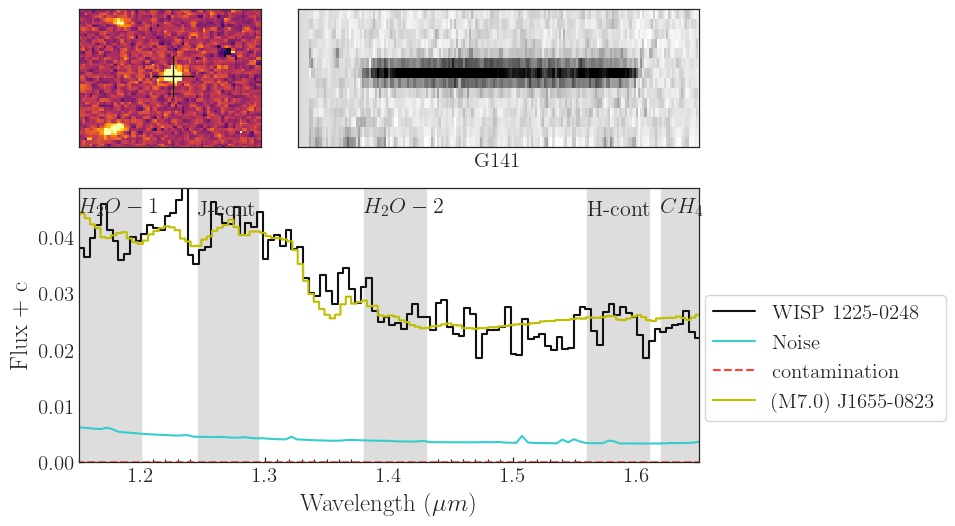 G141
H2O − 1
J-cont
H2O − 2
H-cont
CH4
Flux + c
0.04
0.03
0.02
0.01
0.00
1.2
1.3
1.4
1.5
1.6
Wavelength (μm)
WISP 1225-0248
Noise
contamination
(M7.0) J1655-0823